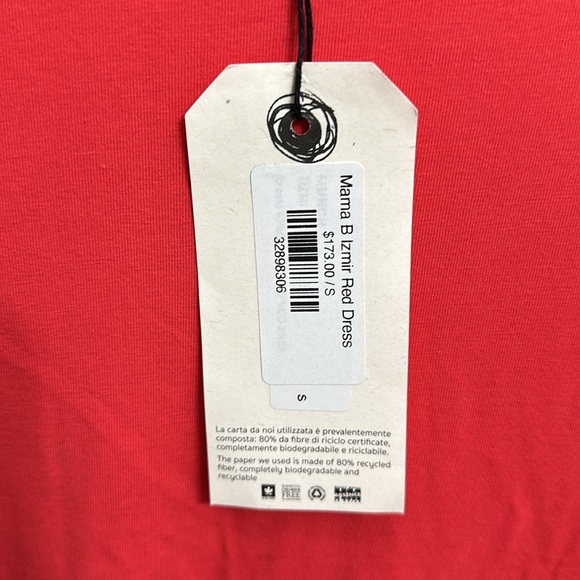 Mama B Izmir Red Dress
$173.00 / S
32898306
S
La carta da noi utilizzata è prevalentemente
composta: 80% da fibre di riciclo certificate,
completamente biodegradabile e riciclabile.
The paper we used is made of 80% recycled
fiber, completely biodegradable and
recyclable
FREE